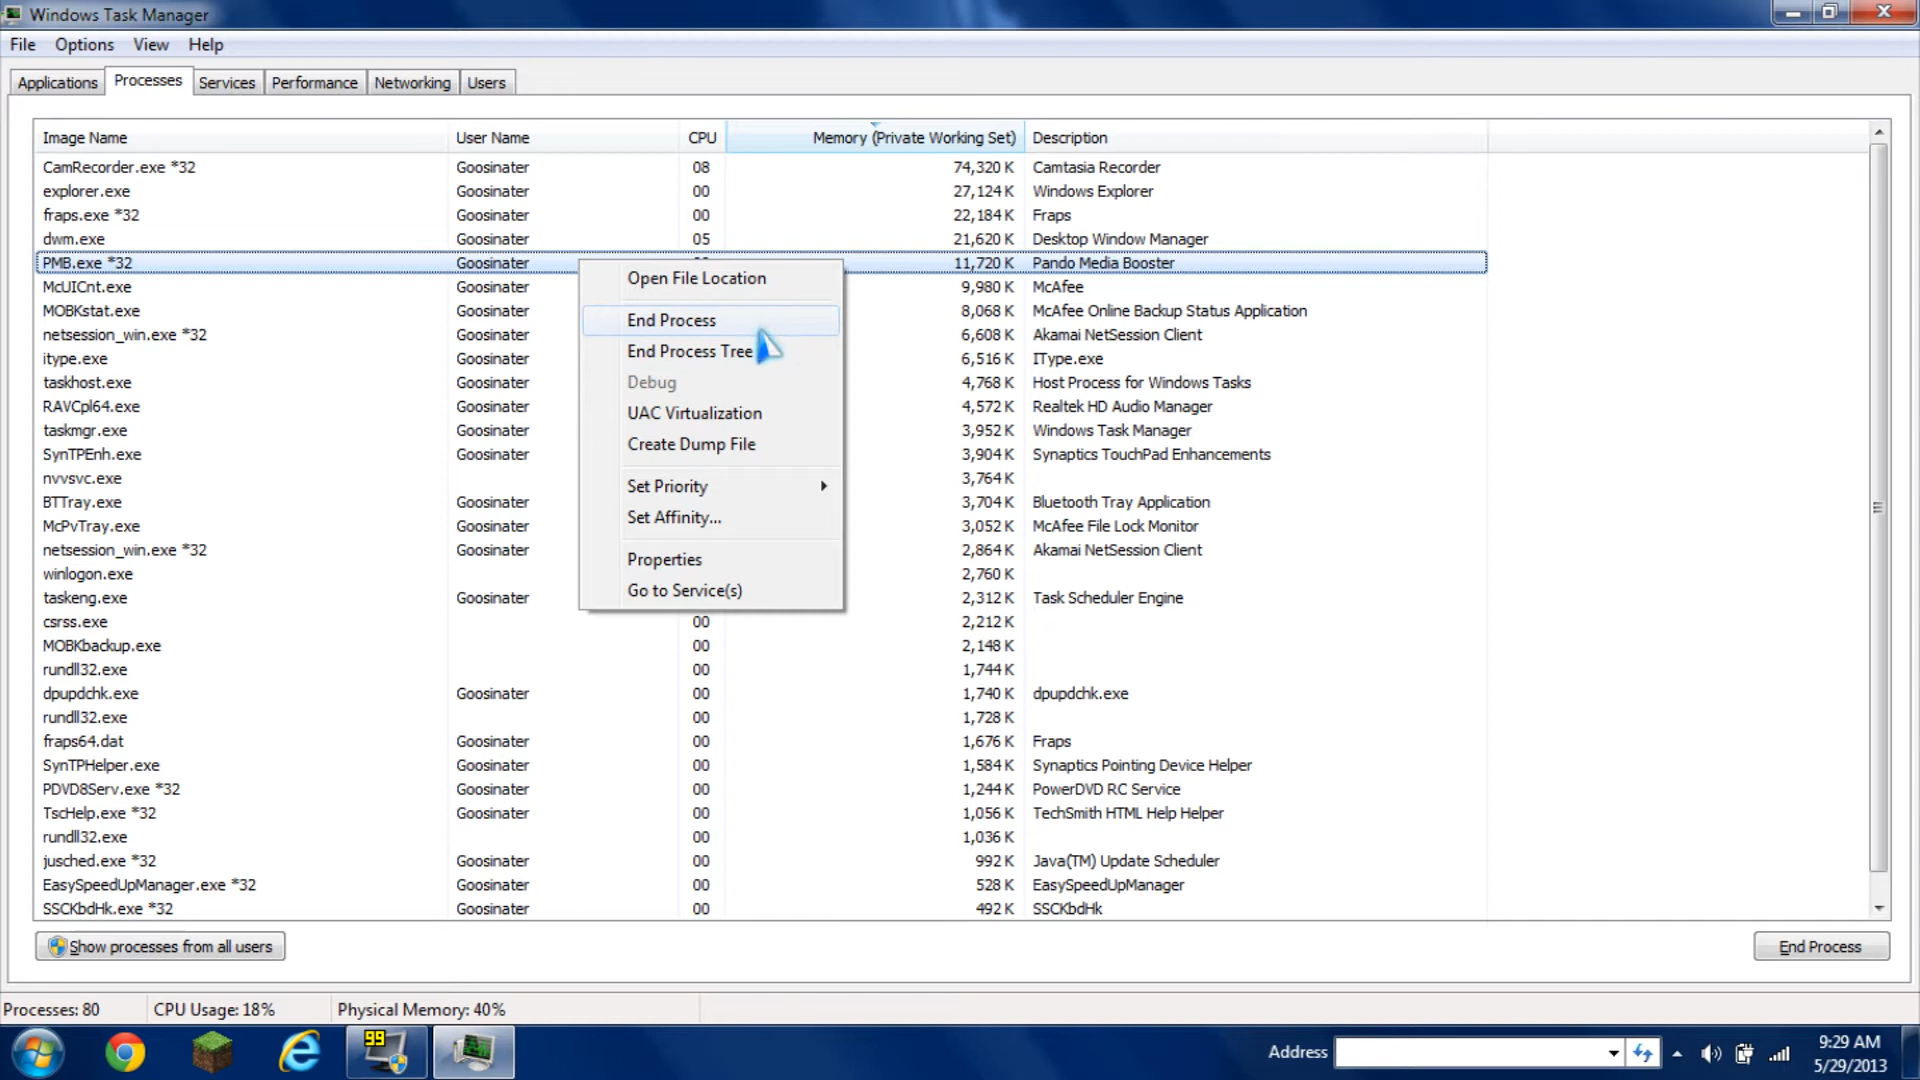 Windows Task Manager
File Options View Help
Applications Processes Services Performance Networking Users
Image Name User Name CPU Memory (Private Working Set) Description
CamRecorder.exe *32 Goosinater 08 74,320 K Camtasia Recorder
explorer.exe Goosinater 00 27,124 K Windows Explorer
fraps.exe *32 Goosinater 00 22,184 K Fraps
dwm.exe Goosinater 05 21,620 K Desktop Window Manager
PMB.exe *32 Goosinater 11,720 K Pando Media Booster
McUICnt.exe Goosinater 9,980 K McAfee
MOBKstat.exe Goosinater 8,068 K McAfee Online Backup Status Application
netsession_win.exe *32 Goosinater 6,608 K Akamai NetSession Client
itype.exe Goosinater 6,516 K IType.exe
taskhost.exe Goosinater 4,768 K Host Process for Windows Tasks
RAVCpl64.exe Goosinater 4,572 K Realtek HD Audio Manager
taskmgr.exe Goosinater 3,952 K Windows Task Manager
SynTPEnh.exe Goosinater 3,904 K Synaptics TouchPad Enhancements
nvvsvc.exe 3,764 K
BTTray.exe Goosinater 3,704 K Bluetooth Tray Application
McPvTray.exe Goosinater 3,052 K McAfee File Lock Monitor
netsession_win.exe *32 Goosinater 2,864 K Akamai NetSession Client
winlogon.exe 2,760 K
taskeng.exe Goosinater 2,312 K Task Scheduler Engine
csrss.exe 00 2,212 K
MOBKbackup.exe 00 2,148 K
rundll32.exe 00 1,744 K
dpupdchk.exe Goosinater 00 1,740 K dpupdchk.exe
rundll32.exe 00 1,728 K
fraps64.dat Goosinater 00 1,676 K Fraps
SynTPHelper.exe Goosinater 00 1,584 K Synaptics Pointing Device Helper
PDVD8Serv.exe *32 Goosinater 00 1,244 K PowerDVD RC Service
TscHelp.exe *32 Goosinater 00 1,056 K TechSmith HTML Help Helper
rundll32.exe 00 1,036 K
jusched.exe *32 Goosinater 00 992 K Java(TM) Update Scheduler
EasySpeedUpManager.exe *32 Goosinater 00 528 K EasySpeedUpManager
SSCKbdHk.exe *32 Goosinater 00 492 K SSCKbdHk
Open File Location
End Process
End Process Tree
Debug
UAC Virtualization
Create Dump File
Set Priority
Set Affinity...
Properties
Go to Service(s)
Show processes from all users End Process
Processes: 80 CPU Usage: 18% Physical Memory: 40%
99
Address
9:29 AM
5/29/2013